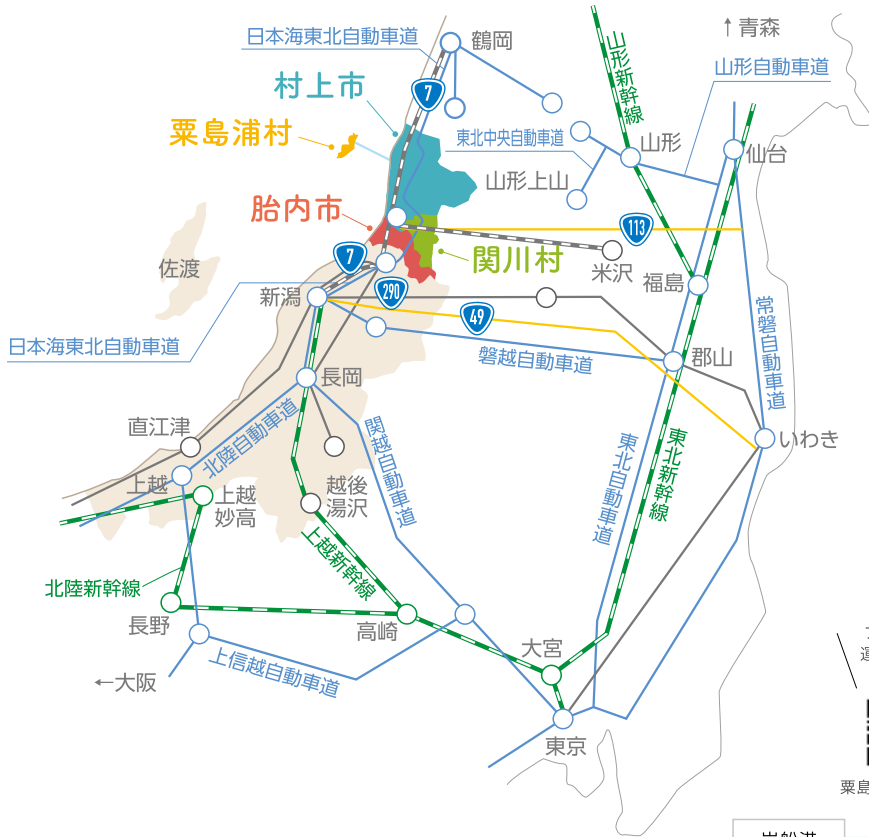 日本海東北自動車道
鶴岡
↑青森
山形新幹線
山形自動車道
村上市
7
粟島浦村
東北中央自動車道
山形
仙台
山形上山
胎内市
113
関川村
米沢
7
佐渡
新潟
290
福島
49
常磐自動車道
日本海東北自動車道
磐越自動車道
郡山
長岡
直江津
北陸自動車道
関越自動車道
東北自動車道
東北新幹線
いわき
上越
上越
妙高
越後
湯沢
上越新幹線
北陸新幹線
長野
高崎
大宮
上信越自動車道
←大阪
東京
粟島
岩船港